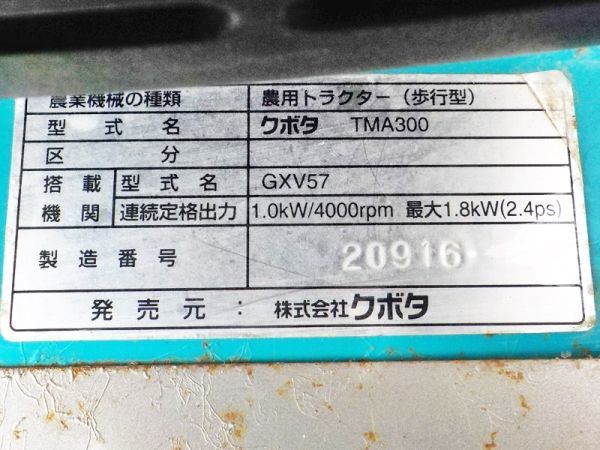 農業機械の種類 農用トラクター（歩行型）
型式名 クボタ TMA300
区分
搭載機関 型式名 GXV57
連続定格出力 1.0kW/4000rpm 最大1.8kW(2.4ps)
製造番号 20916
発売元： 株式会社クボタ